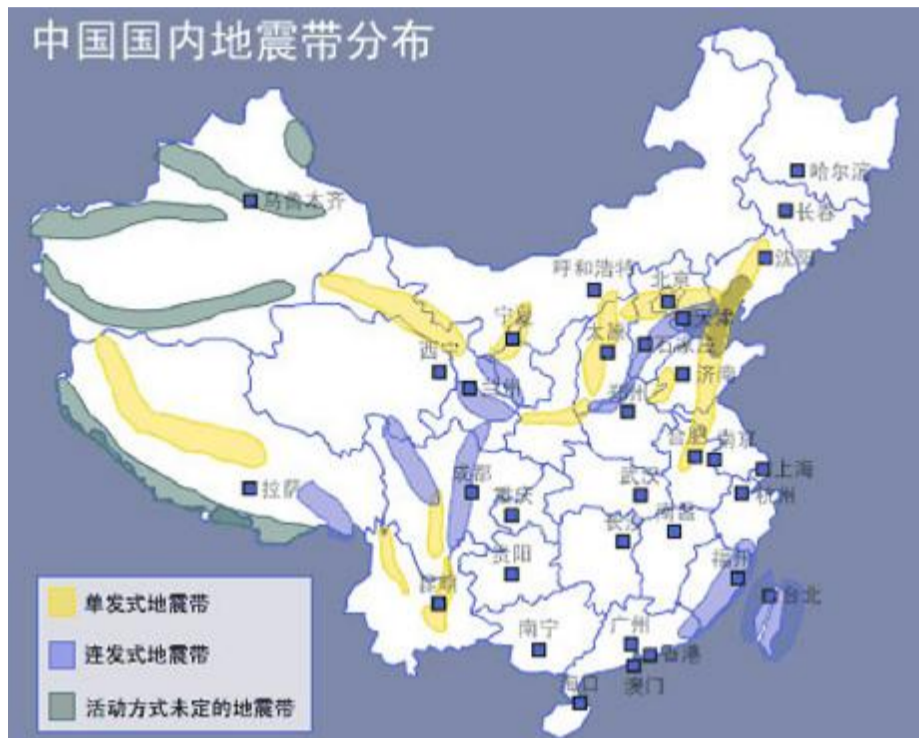 中国国内地震带分布
哈尔滨
乌鲁木齐
长春
沈阳
呼和浩特
北京
天津
宁夏
太原
石家庄
西宁
济南
兰州
郑州
合肥
南京
上海
成都
武汉
拉萨
重庆
杭州
长沙
南昌
贵阳
福州
昆明
台北
单发式地震带
南宁
广州
连发式地震带
香港
澳门
活动方式未定的地震带
海口